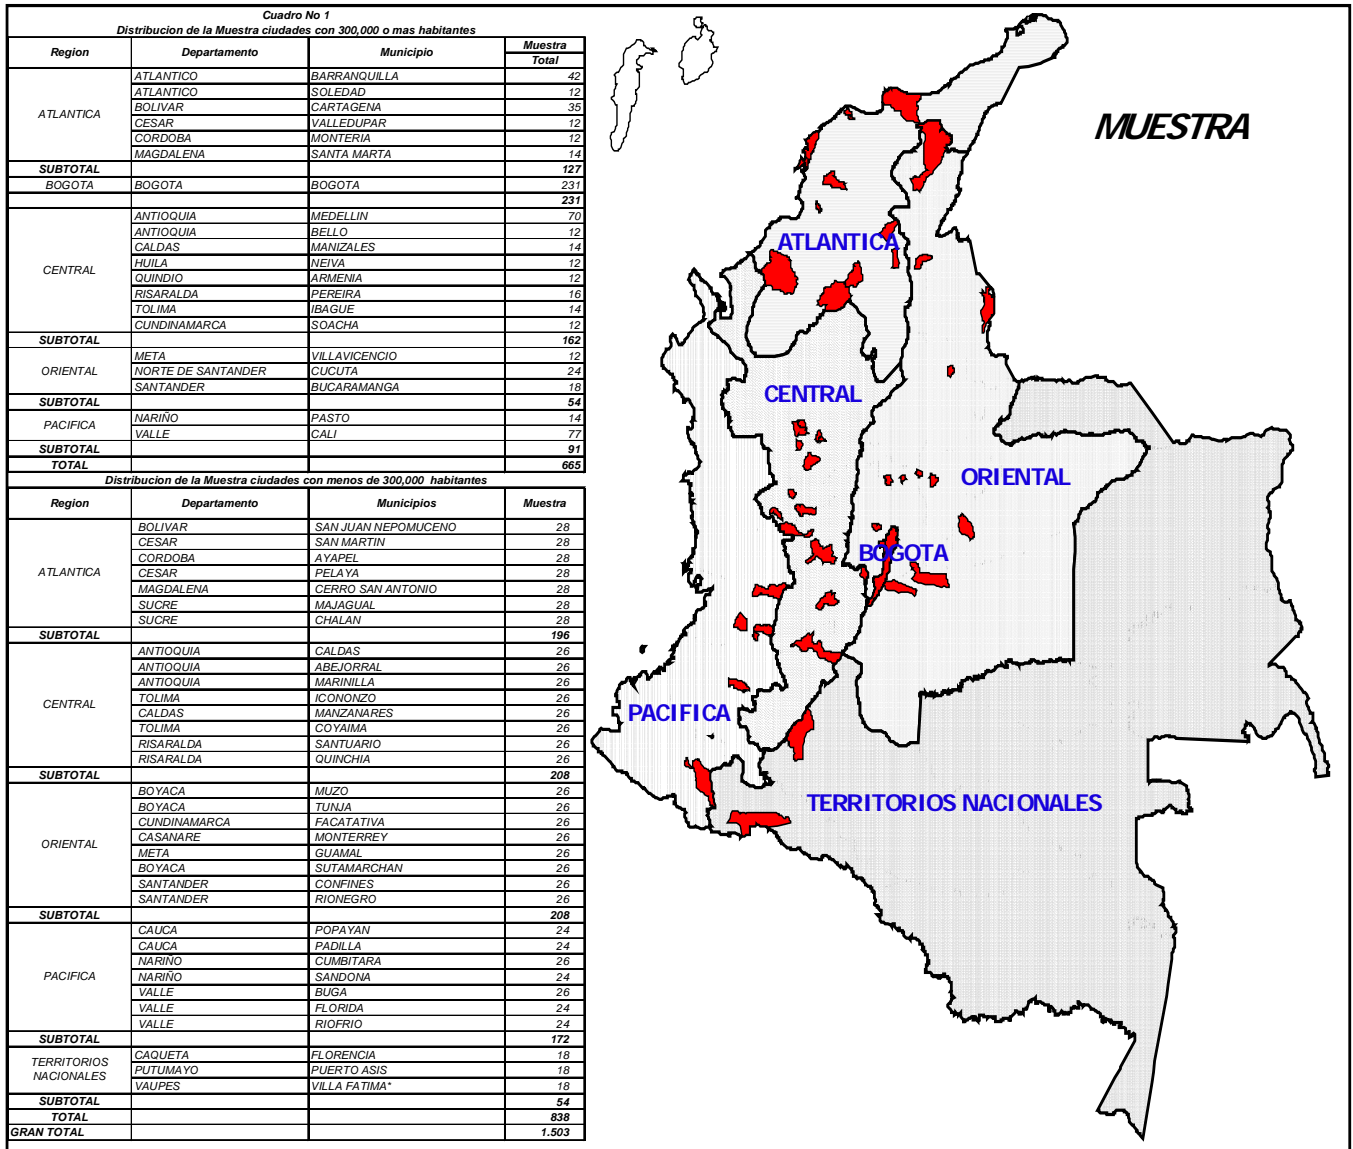 Cuadro No 1
Distribucion de la Muestra ciudades con 300,000 o mas habitantes
Region Departamento Municipio Muestra
Total
ATLANTICA
ATLANTICO BARRANQUILLA 42
ATLANTICO SOLEDAD 12
BOLIVAR CARTAGENA 35
CESAR VALLEDUPAR 12
CORDOBA MONTERIA 12
MAGDALENA SANTA MARTA 14
SUBTOTAL 127
BOGOTA BOGOTA BOGOTA 231
231
CENTRAL
ANTIOQUIA MEDELLIN 70
ANTIOQUIA BELLO 12
CALDAS MANIZALES 14
HUILA NEIVA 12
QUINDIO ARMENIA 12
RISARALDA PEREIRA 16
TOLIMA IBAGUE 14
CUNDINAMARCA SOACHA 12
SUBTOTAL 162
ORIENTAL
META VILLAVICENCIO 12
NORTE DE SANTANDER CUCUTA 24
SANTANDER BUCARAMANGA 18
SUBTOTAL 54
PACIFICA
NARIÑO PASTO 14
VALLE CALI 77
SUBTOTAL 91
TOTAL 665
Distribucion de la Muestra ciudades con menos de 300,000 habitantes
Region Departamento Municipios Muestra
ATLANTICA
BOLIVAR SAN JUAN NEPOMUCENO 28
CESAR SAN MARTIN 28
CORDOBA AYAPEL 28
CESAR PELAYA 28
MAGDALENA CERRO SAN ANTONIO 28
SUCRE MAJAGUAL 28
SUCRE CHALAN 28
SUBTOTAL 196
CENTRAL
ANTIOQUIA CALDAS 26
ANTIOQUIA ABEJORRAL 26
ANTIOQUIA MARINILLA 26
TOLIMA ICONONZO 26
CALDAS MANZANARES 26
TOLIMA COYAIMA 26
RISARALDA SANTUARIO 26
RISARALDA QUINCHIA 26
SUBTOTAL 208
ORIENTAL
BOYACA MUZO 26
BOYACA TUNJA 26
CUNDINAMARCA FACATATIVA 26
CASANARE MONTERREY 26
META GUAMAL 26
BOYACA SUTAMARCHAN 26
SANTANDER CONFINES 26
SANTANDER RIONEGRO 26
SUBTOTAL 208
PACIFICA
CAUCA POPAYAN 24
CAUCA PADILLA 24
NARIÑO CUMBITARA 26
NARIÑO SANDONA 24
VALLE BUGA 26
VALLE FLORIDA 24
VALLE RIOFRIO 24
SUBTOTAL 172
TERRITORIOS
NACIONALES
CAQUETA FLORENCIA 18
PUTUMAYO PUERTO ASIS 18
VAUPES VILLA FATIMA* 18
SUBTOTAL 54
TOTAL 838
GRAN TOTAL 1.503
MUESTRA
ATLANTICA
CENTRAL
ORIENTAL
BOGOTA
PACIFICA
TERRITORIOS NACIONALES